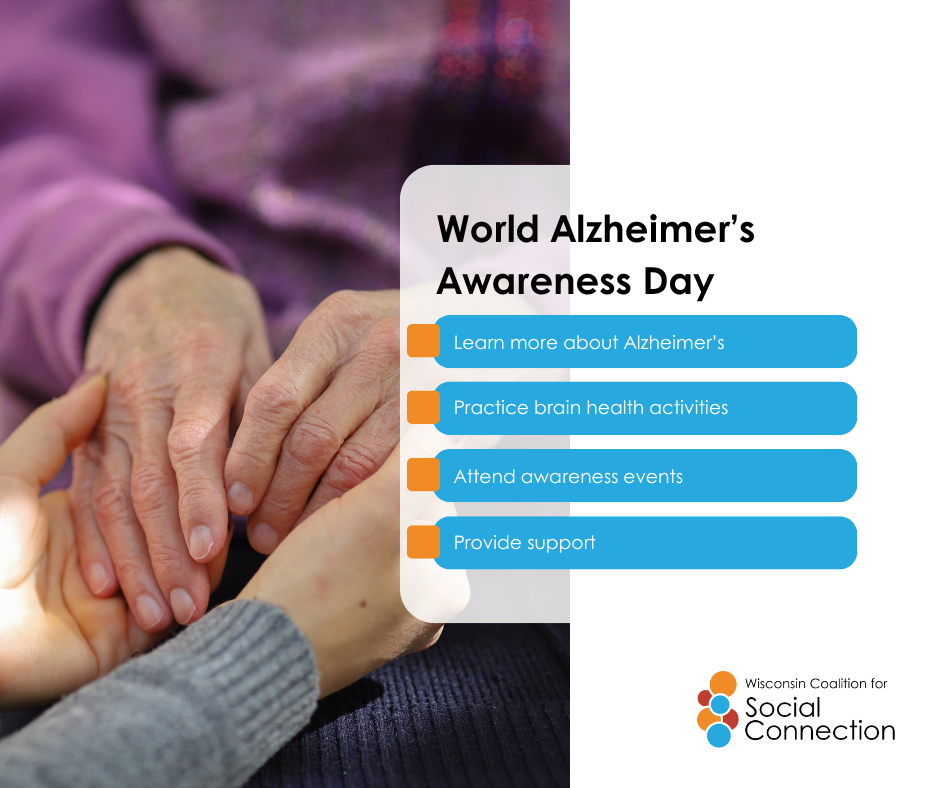 World Alzheimer’s
Awareness Day
Learn more about Alzheimer’s
Practice brain health activities
Attend awareness events
Provide support
Wisconsin Coalition for
Social
Connection